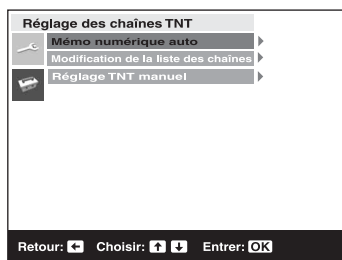 Réglage des chaînes TNT
Mémo numérique auto
Modification de la liste des chaînes
Réglage TNT manuel
Retour: ← Choisir: ↑ ↓ Entrer: OK